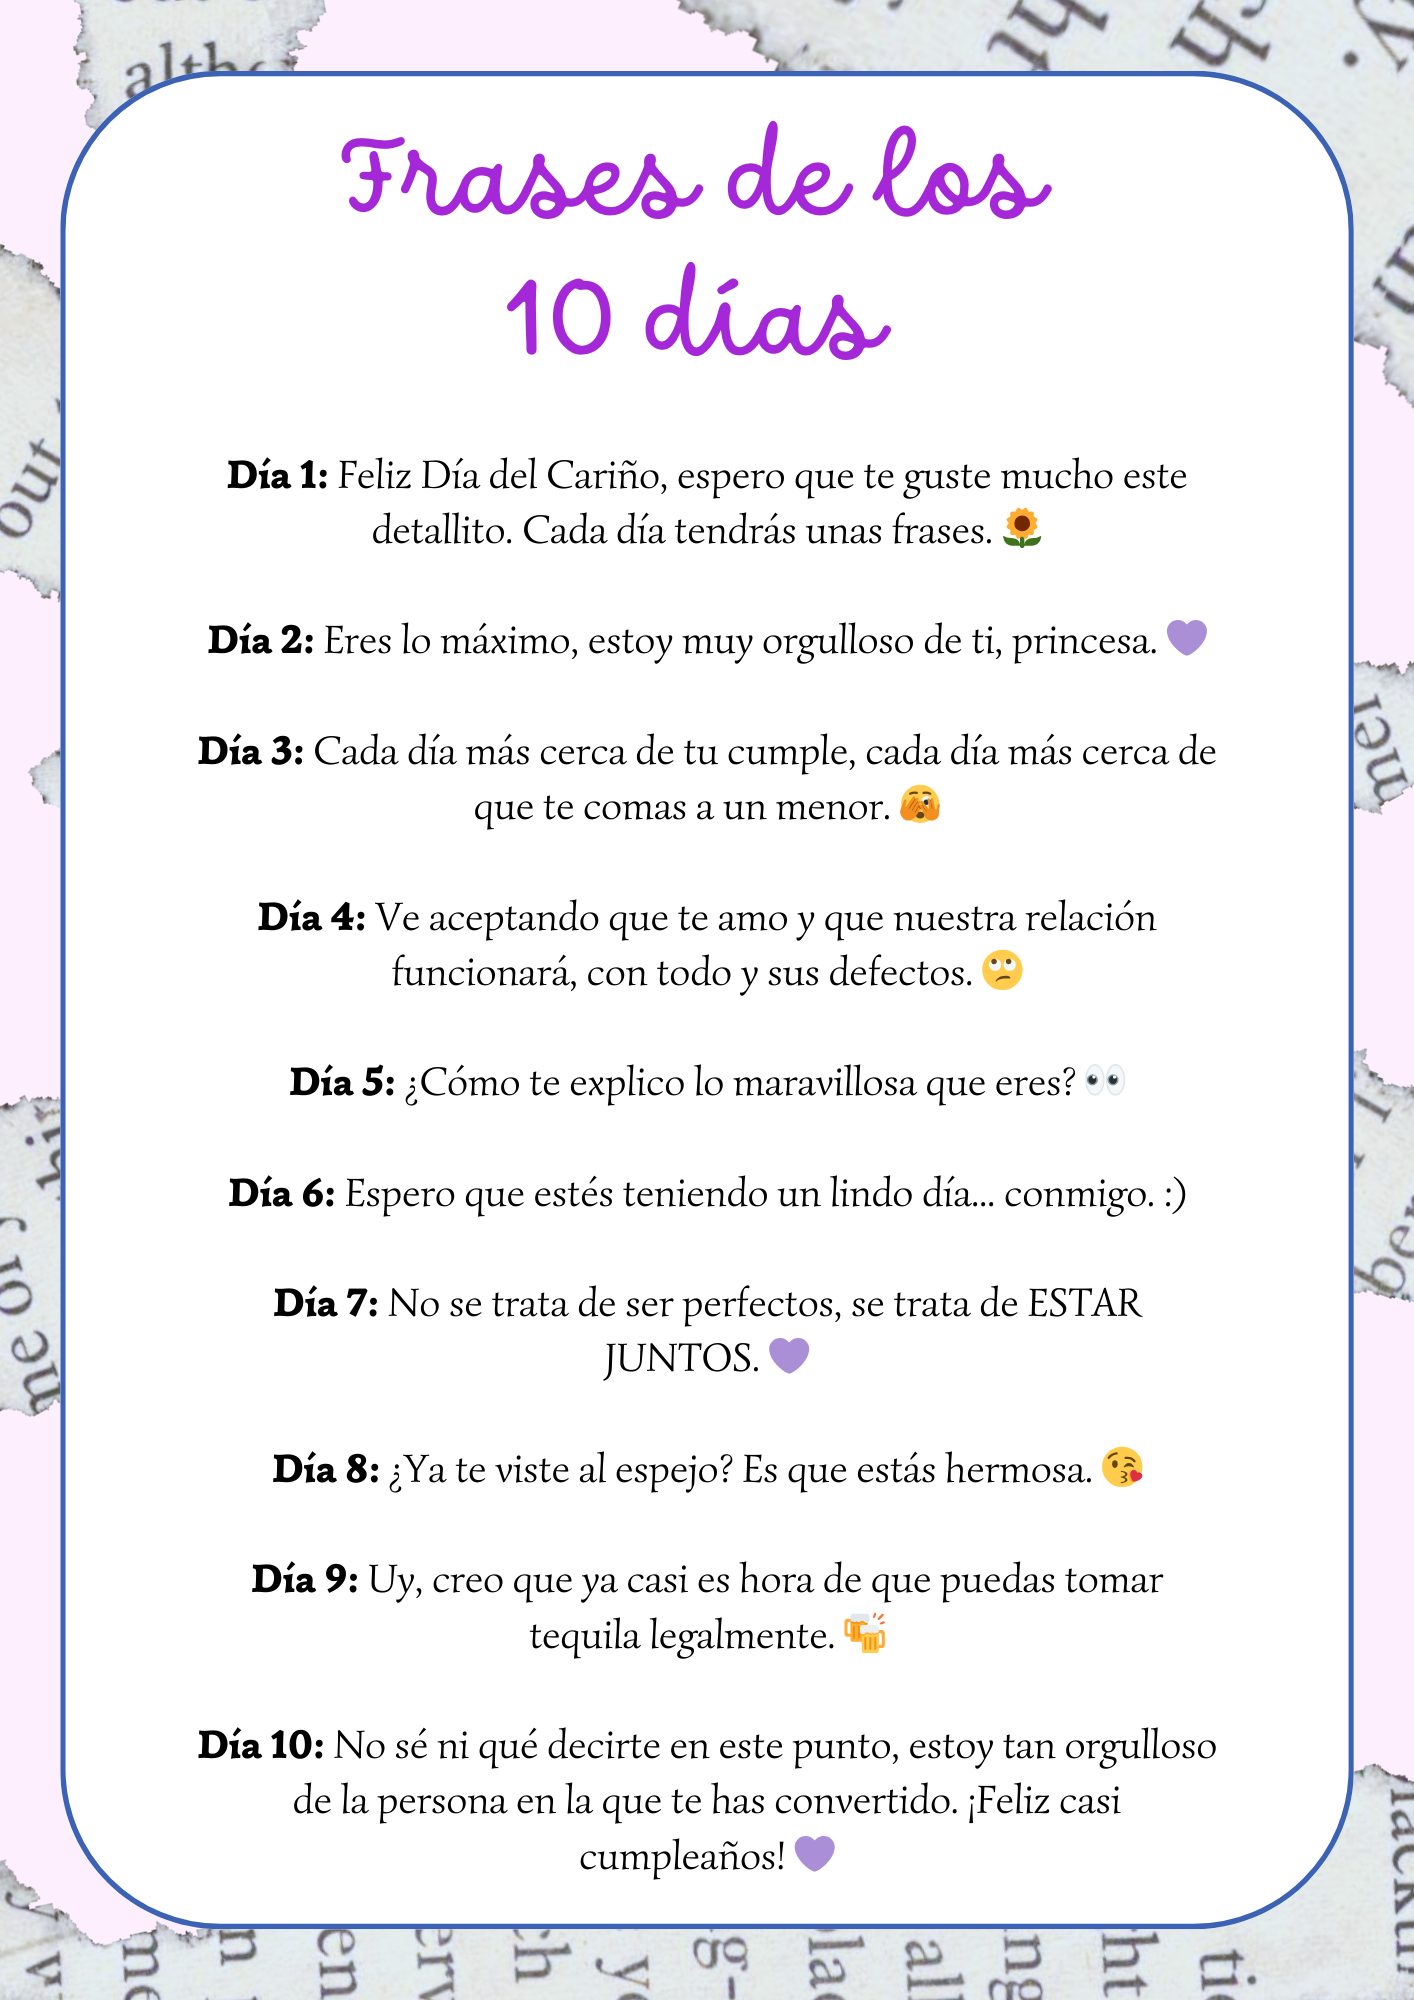 altho
Frases de los
10 días
Día 1: Feliz Día del Cariño, espero que te guste mucho este
detallito. Cada día tendrás unas frases. 🌻
Día 2: Eres lo máximo, estoy muy orgulloso de ti, princesa. 💜
Día 3: Cada día más cerca de tu cumple, cada día más cerca de
que te comas a un menor. 🫣
Día 4: Ve aceptando que te amo y que nuestra relación
funcionará, con todo y sus defectos. 🙄
Día 5: ¿Cómo te explico lo maravillosa que eres? 👀
Día 6: Espero que estés teniendo un lindo día... conmigo. :)
Día 7: No se trata de ser perfectos, se trata de ESTAR
JUNTOS. 💜
Día 8: ¿Ya te viste al espejo? Es que estás hermosa. 😘
Día 9: Uy, creo que ya casi es hora de que puedas tomar
tequila legalmente. 🍻
Día 10: No sé ni qué decirte en este punto, estoy tan orgulloso
de la persona en la que te has convertido. ¡Feliz casi
cumpleaños! 💜
out